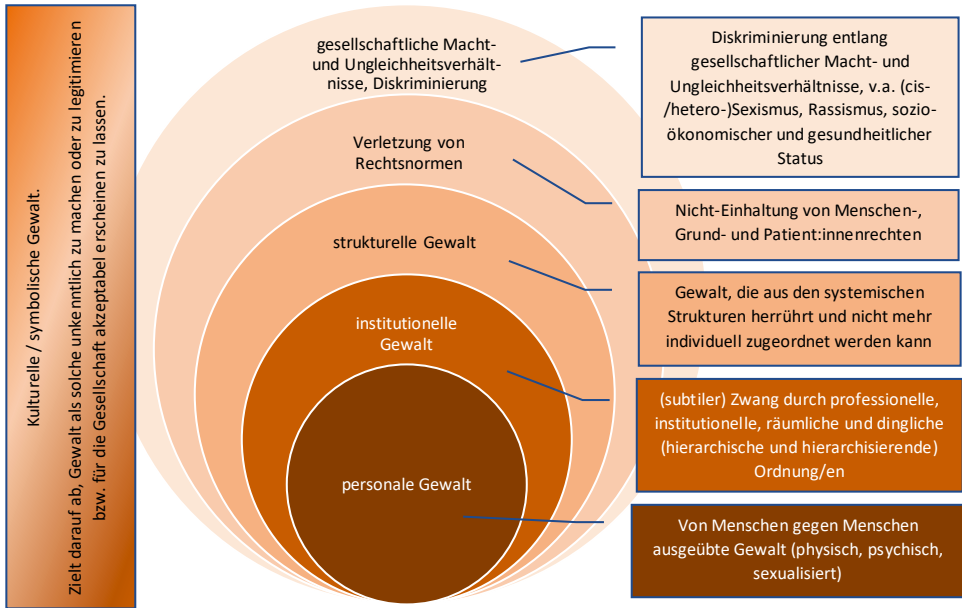 Kulturelle / symbolische Gewalt.
Zielt darauf ab, Gewalt als solche unkenntlich zu machen oder zu legitimieren
bzw. für die Gesellschaft akzeptabel erscheinen zu lassen.
gesellschaftliche Macht-
und Ungleichheitsverhält-
nisse, Diskriminierung
Verletzung von
Rechtsnormen
strukturelle Gewalt
institutionelle
Gewalt
personale Gewalt
Diskriminierung entlang
gesellschaftlicher Macht- und
Ungleichheitsverhältnisse, v.a. (cis-
/hetero-)Sexismus, Rassismus, sozio-
ökonomischer und gesundheitlicher
Status
Nicht-Einhaltung von Menschen-,
Grund- und Patient:innenrechten
Gewalt, die aus den systemischen
Strukturen herrührt und nicht mehr
individuell zugeordnet werden kann
(subtiler) Zwang durch professionelle,
institutionelle, räumliche und dingliche
(hierarchische und hierarchisierende)
Ordnung/en
Von Menschen gegen Menschen
ausgeübte Gewalt (physisch, psychisch,
sexualisiert)